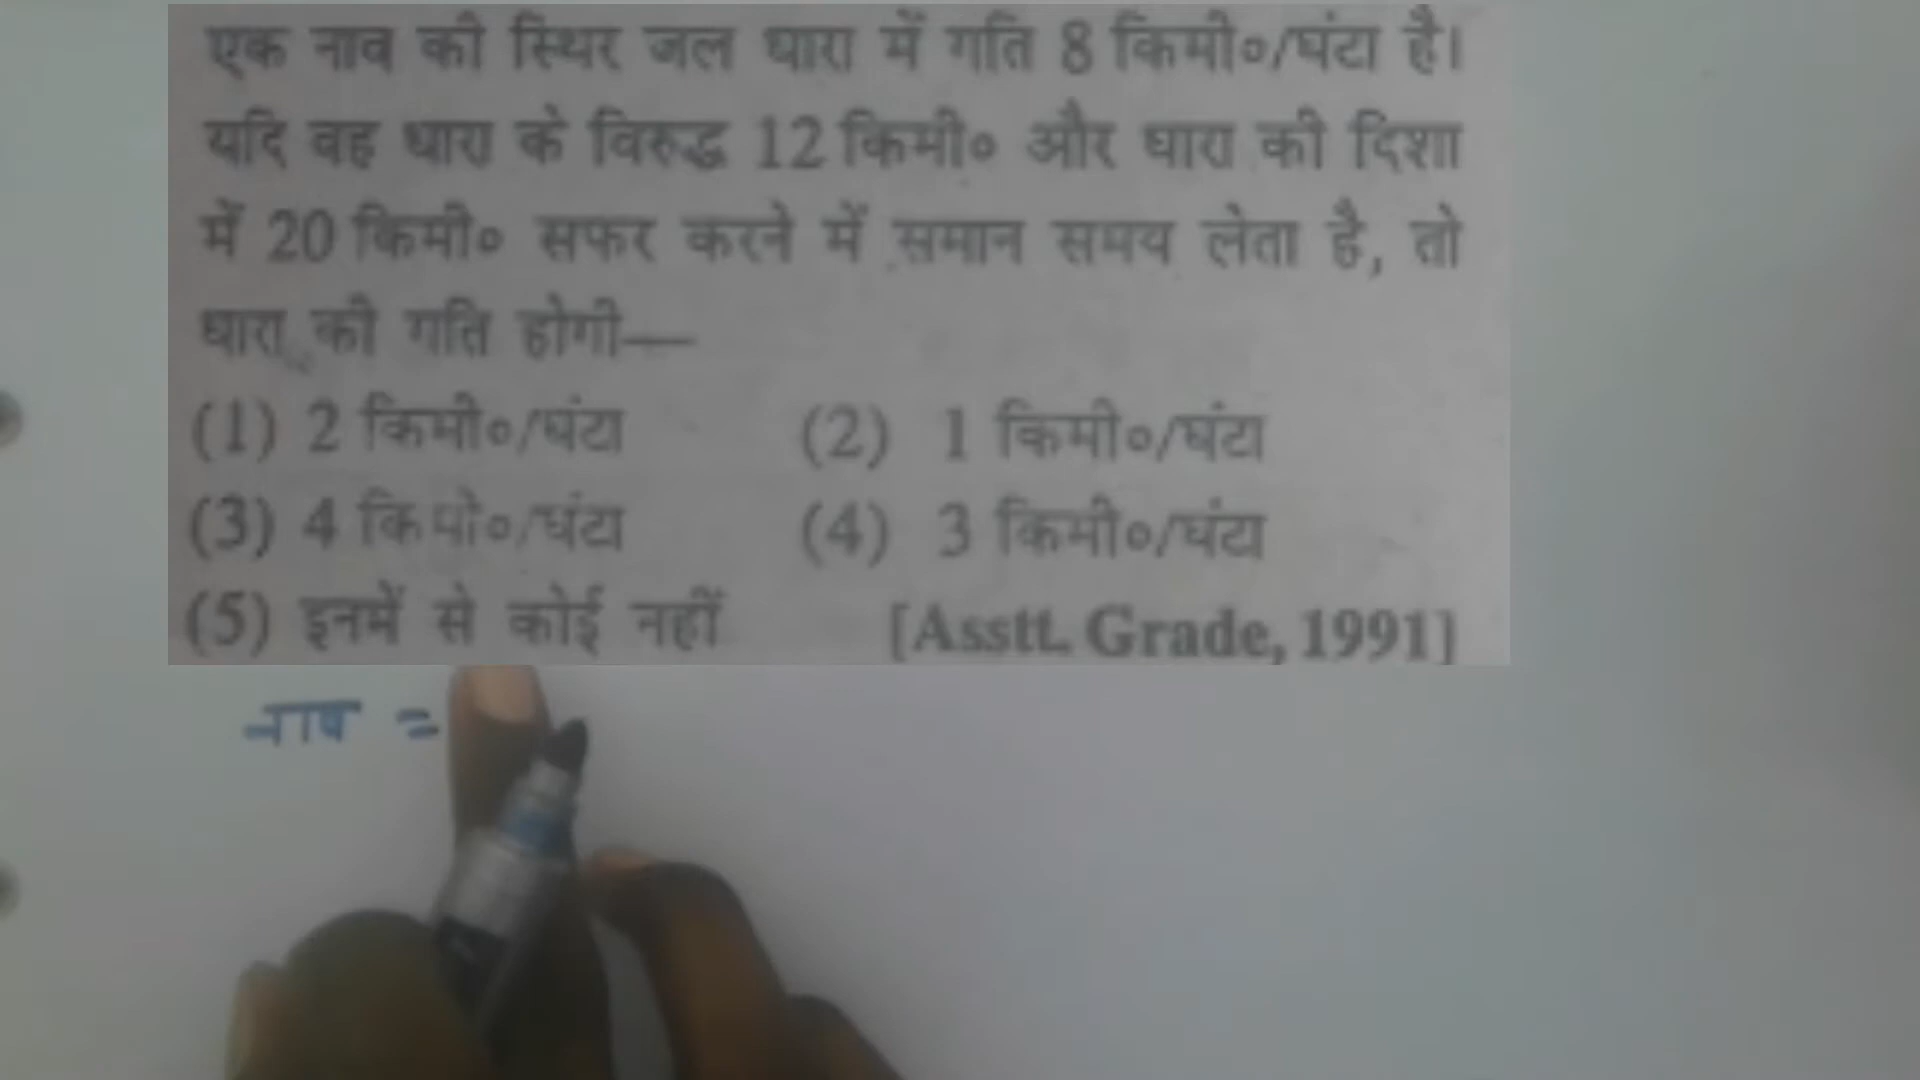 एक नाव की स्थिर जल धारा में गति 8 किमी०/घंटा है।
यदि वह धारा के विरुद्ध 12 किमी० और धारा की दिशा
में 20 किमी० सफर करने में समान समय लेता है, तो
धारा की गति होगी—
(1) 2 किमी०/घंटा (2) 1 किमी०/घंटा
(3) 4 किमी०/घंटा (4) 3 किमी०/घंटा
(5) इनमें से कोई नहीं [Asstt. Grade, 1991]
नाव =